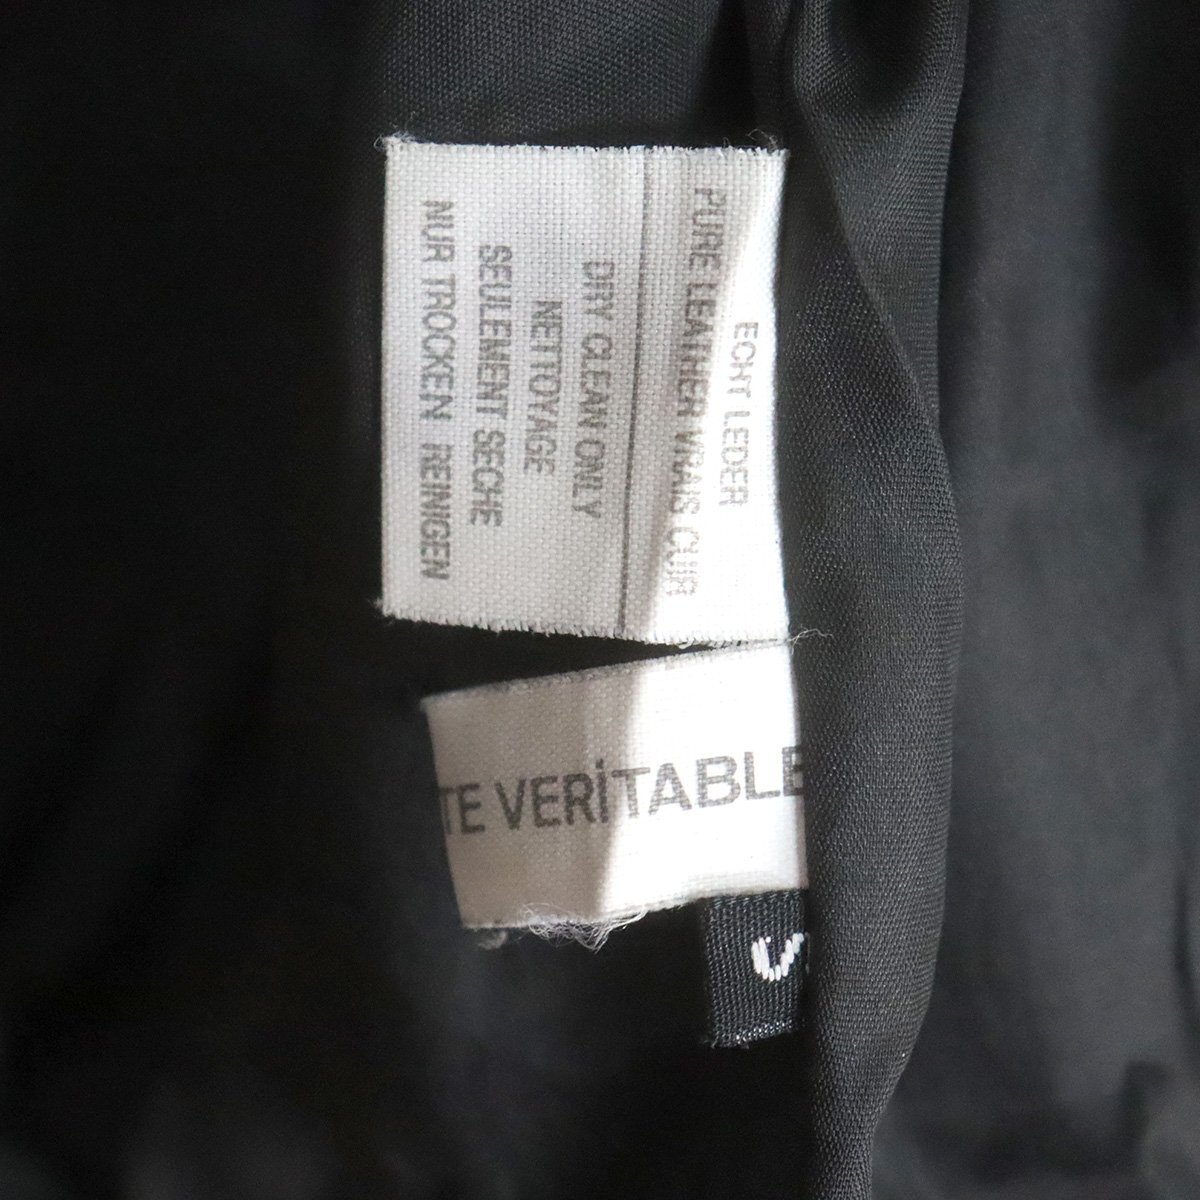 ECHT LEDER
PURE LEATHER VRAIS CUIR
DRY CLEAN ONLY
NETTOYAGE
SEULEMENT SECHE
NUR TROCKEN REINIGEN
TE VERİTABLE